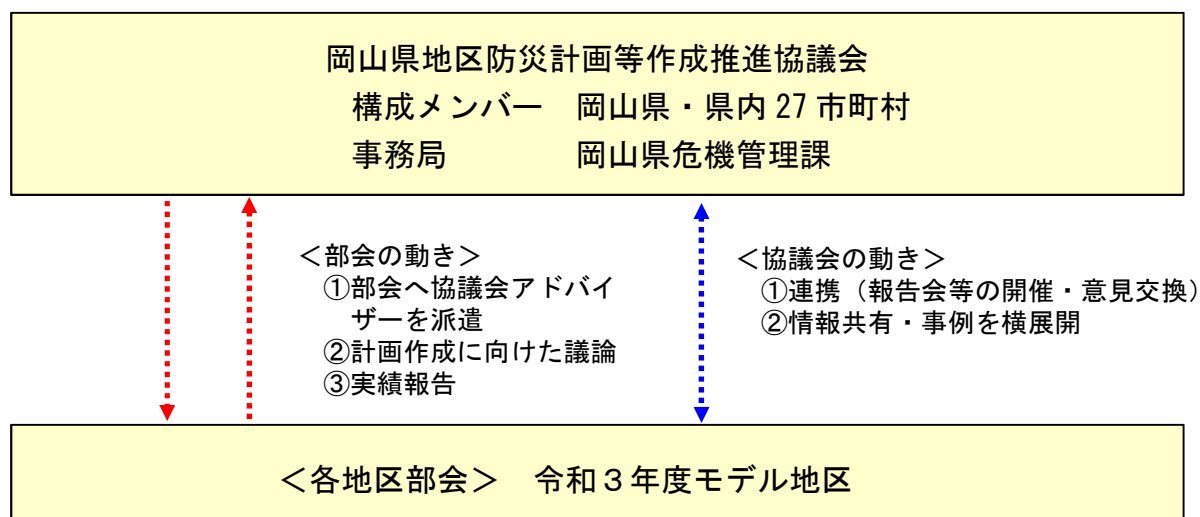 岡山県地区防災計画等作成推進協議会
構成メンバー　岡山県・県内 27 市町村
事務局　　　　岡山県危機管理課
＜部会の動き＞
①部会へ協議会アドバイ
ザーを派遣
②計画作成に向けた議論
③実績報告
＜協議会の動き＞
①連携（報告会等の開催・意見交換）
②情報共有・事例を横展開
＜各地区部会＞　令和３年度モデル地区